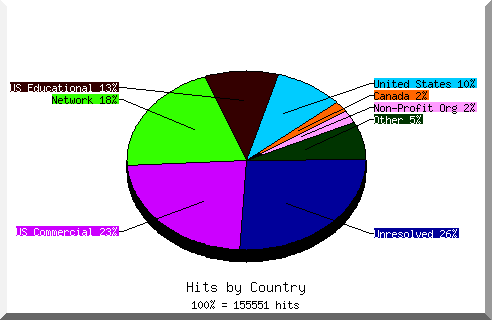 United States 10%
US Educational 13%
Canada 2%
Network 18%
Non-Profit Org 2%
Other 5%
US Commercial 23%
Unresolved 26%
Hits by Country
100% = 155551 hits